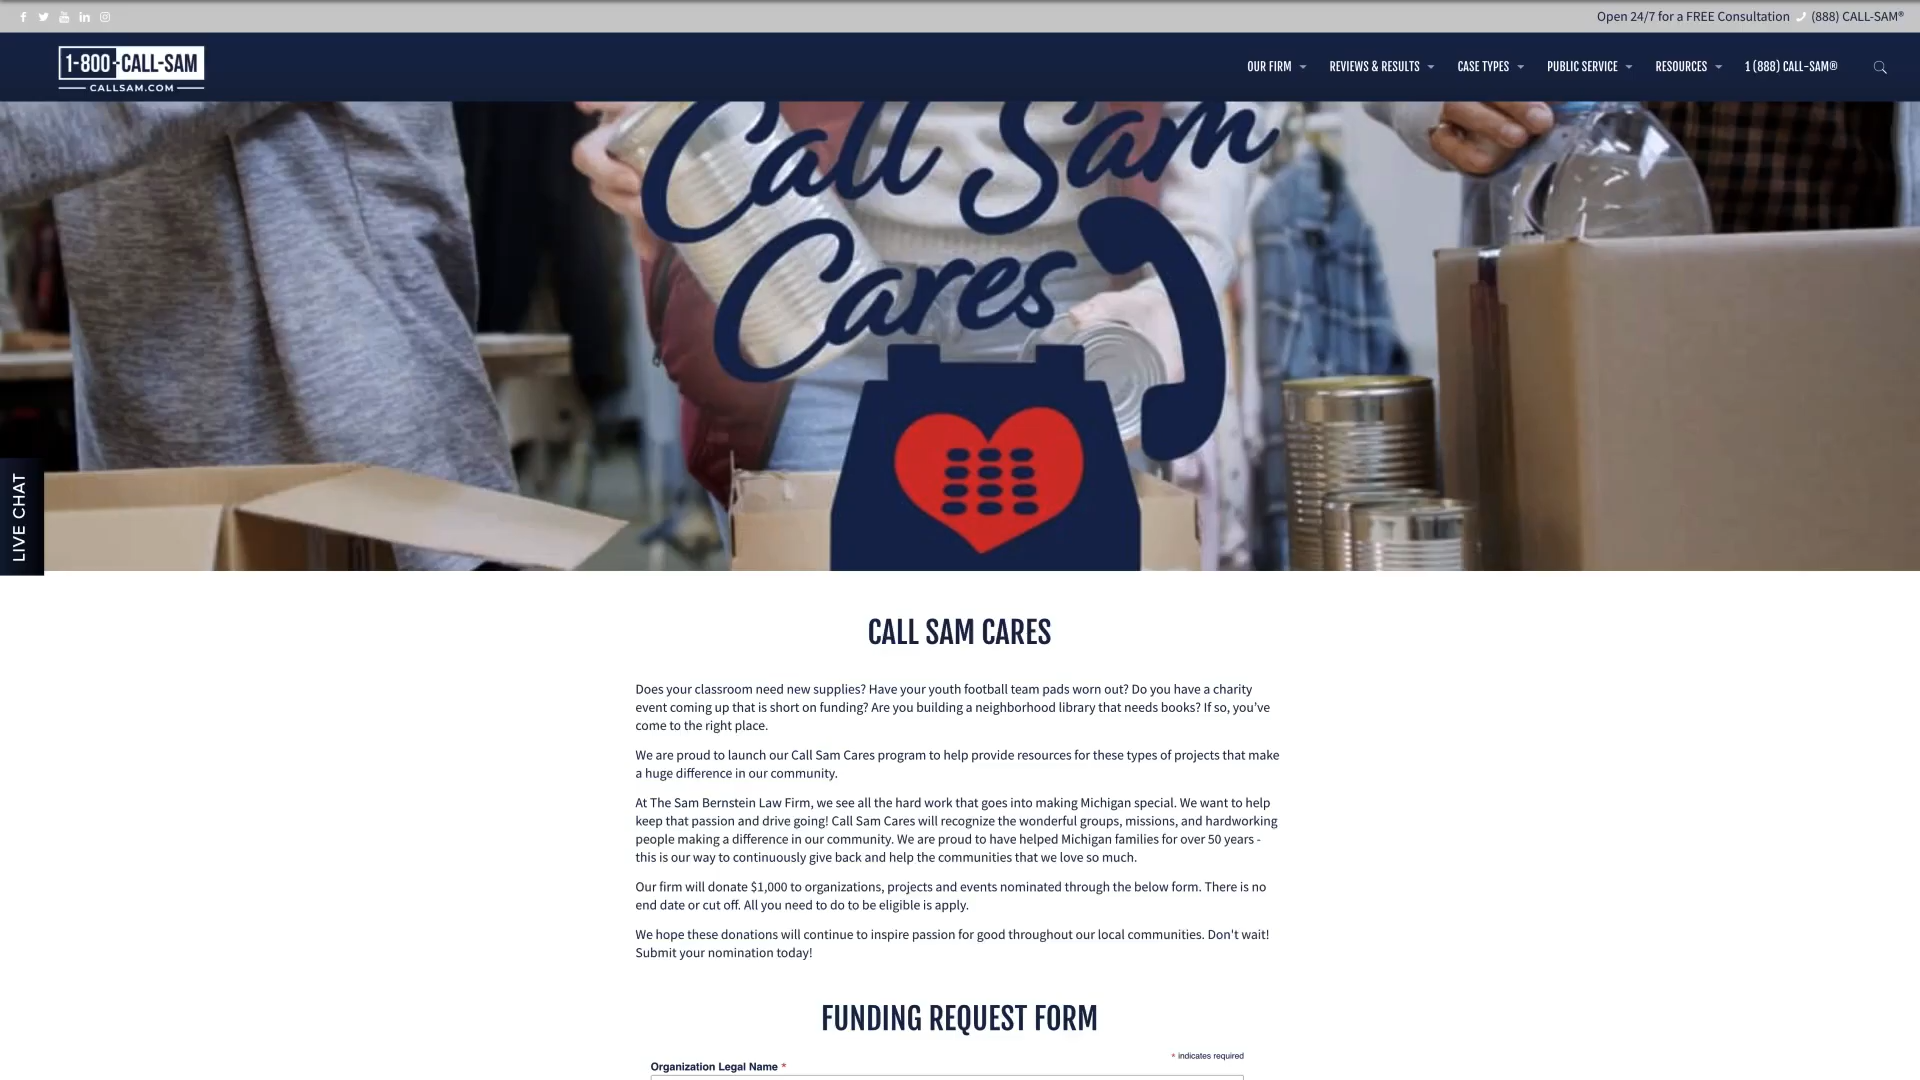 Open 24/7 for a FREE Consultation (888) CALL-SAM®
1-800-CALL-SAM
CALLSAM.COM
OUR FIRM REVIEWS & RESULTS CASE TYPES PUBLIC SERVICE RESOURCES 1 (888) CALL-SAM®
Call Sam
Cares
LIVE CHAT
CALL SAM CARES
Does your classroom need new supplies? Have your youth football team pads worn out? Do you have a charity
event coming up that is short on funding? Are you building a neighborhood library that needs books? If so, you’ve
come to the right place.
We are proud to launch our Call Sam Cares program to help provide resources for these types of projects that make
a huge difference in our community.
At The Sam Bernstein Law Firm, we see all the hard work that goes into making Michigan special. We want to help
keep that passion and drive going! Call Sam Cares will recognize the wonderful groups, missions, and hardworking
people making a difference in our community. We are proud to have helped Michigan families for over 50 years -
this is our way to continuously give back and help the communities that we love so much.
Our firm will donate $1,000 to organizations, projects and events nominated through the below form. There is no
end date or cut off. All you need to do to be eligible is apply.
We hope these donations will continue to inspire passion for good throughout our local communities. Don't wait!
Submit your nomination today!
FUNDING REQUEST FORM
* indicates required
Organization Legal Name *